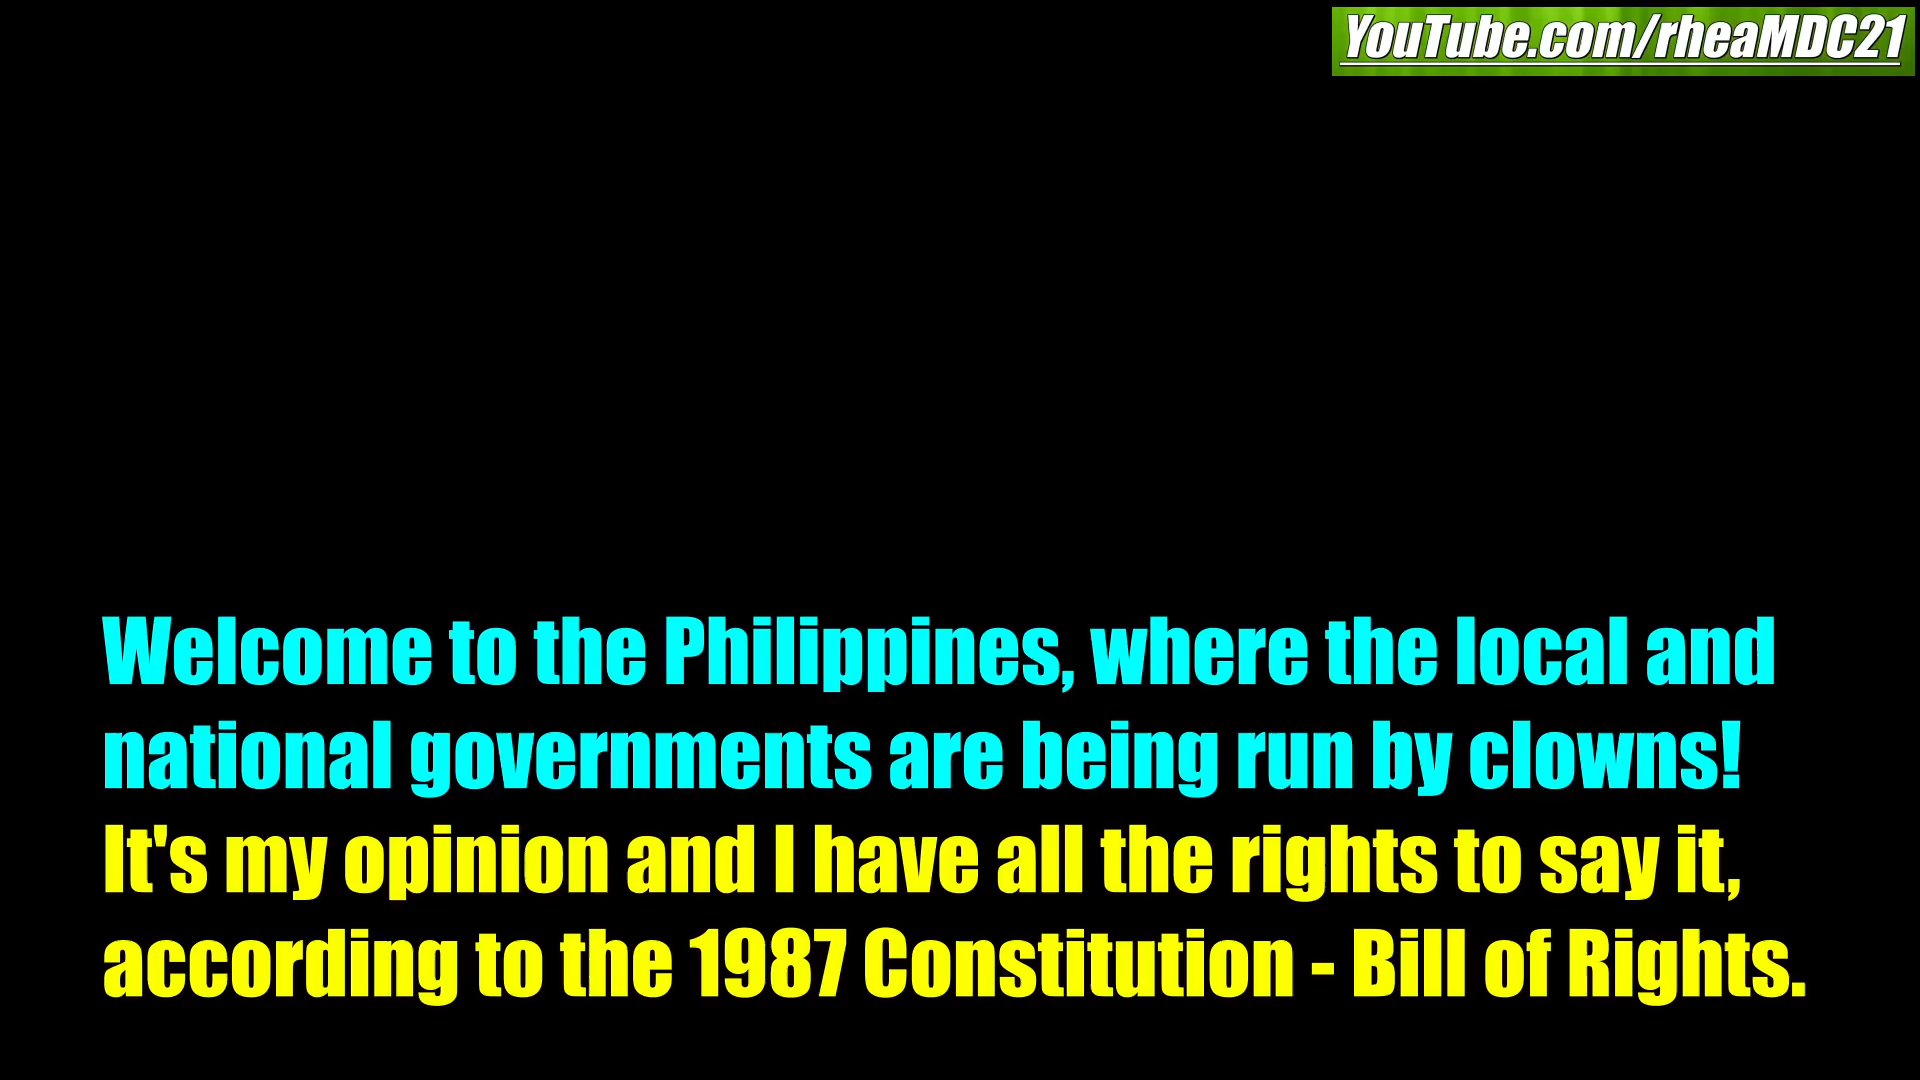 YouTube.com/rheaMDC21
Welcome to the Philippines, where the local and
national governments are being run by clowns!
It's my opinion and I have all the rights to say it,
according to the 1987 Constitution - Bill of Rights.